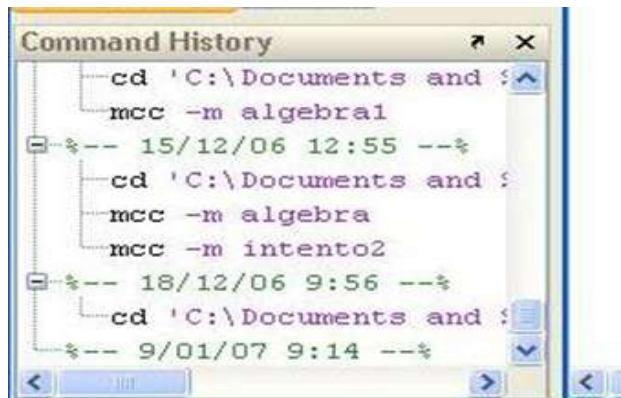 Command History
cd 'C:\Documents and
mcc -m algebra1
%-- 15/12/06 12:55 --%
cd 'C:\Documents and
mcc -m algebra
mcc -m intento2
%-- 18/12/06 9:56 --%
cd 'C:\Documents and
%-- 9/01/07 9:14 --%